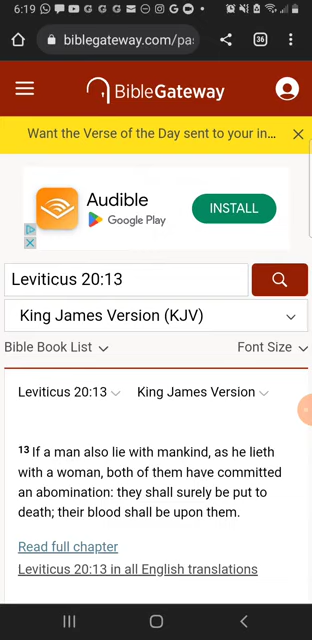 6:19
36
biblegateway.com/pa
BibleGateway
Want the Verse of the Day sent to your in...
Audible
Google Play
INSTALL
Leviticus 20:13
King James Version (KJV)
Bible Book List
Font Size
Leviticus 20:13
King James Version
13 If a man also lie with mankind, as he lieth
with a woman, both of them have committed
an abomination: they shall surely be put to
death; their blood shall be upon them.
Read full chapter
Leviticus 20:13 in all English translations